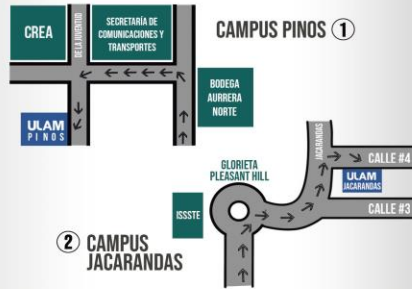 CREA
DE LA JUVENTUD
SECRETARÍA DE
COMUNICACIONES Y
TRANSPORTES
CAMPUS PINOS 1
BODEGA
AURRERA
NORTE
ULAM
PINOS
JACARANDAS
CALLE #4
GLORIETA
PLEASANT HILL
ULAM
JACARANDAS
ISSSTE
CALLE #3
2 CAMPUS
JACARANDAS